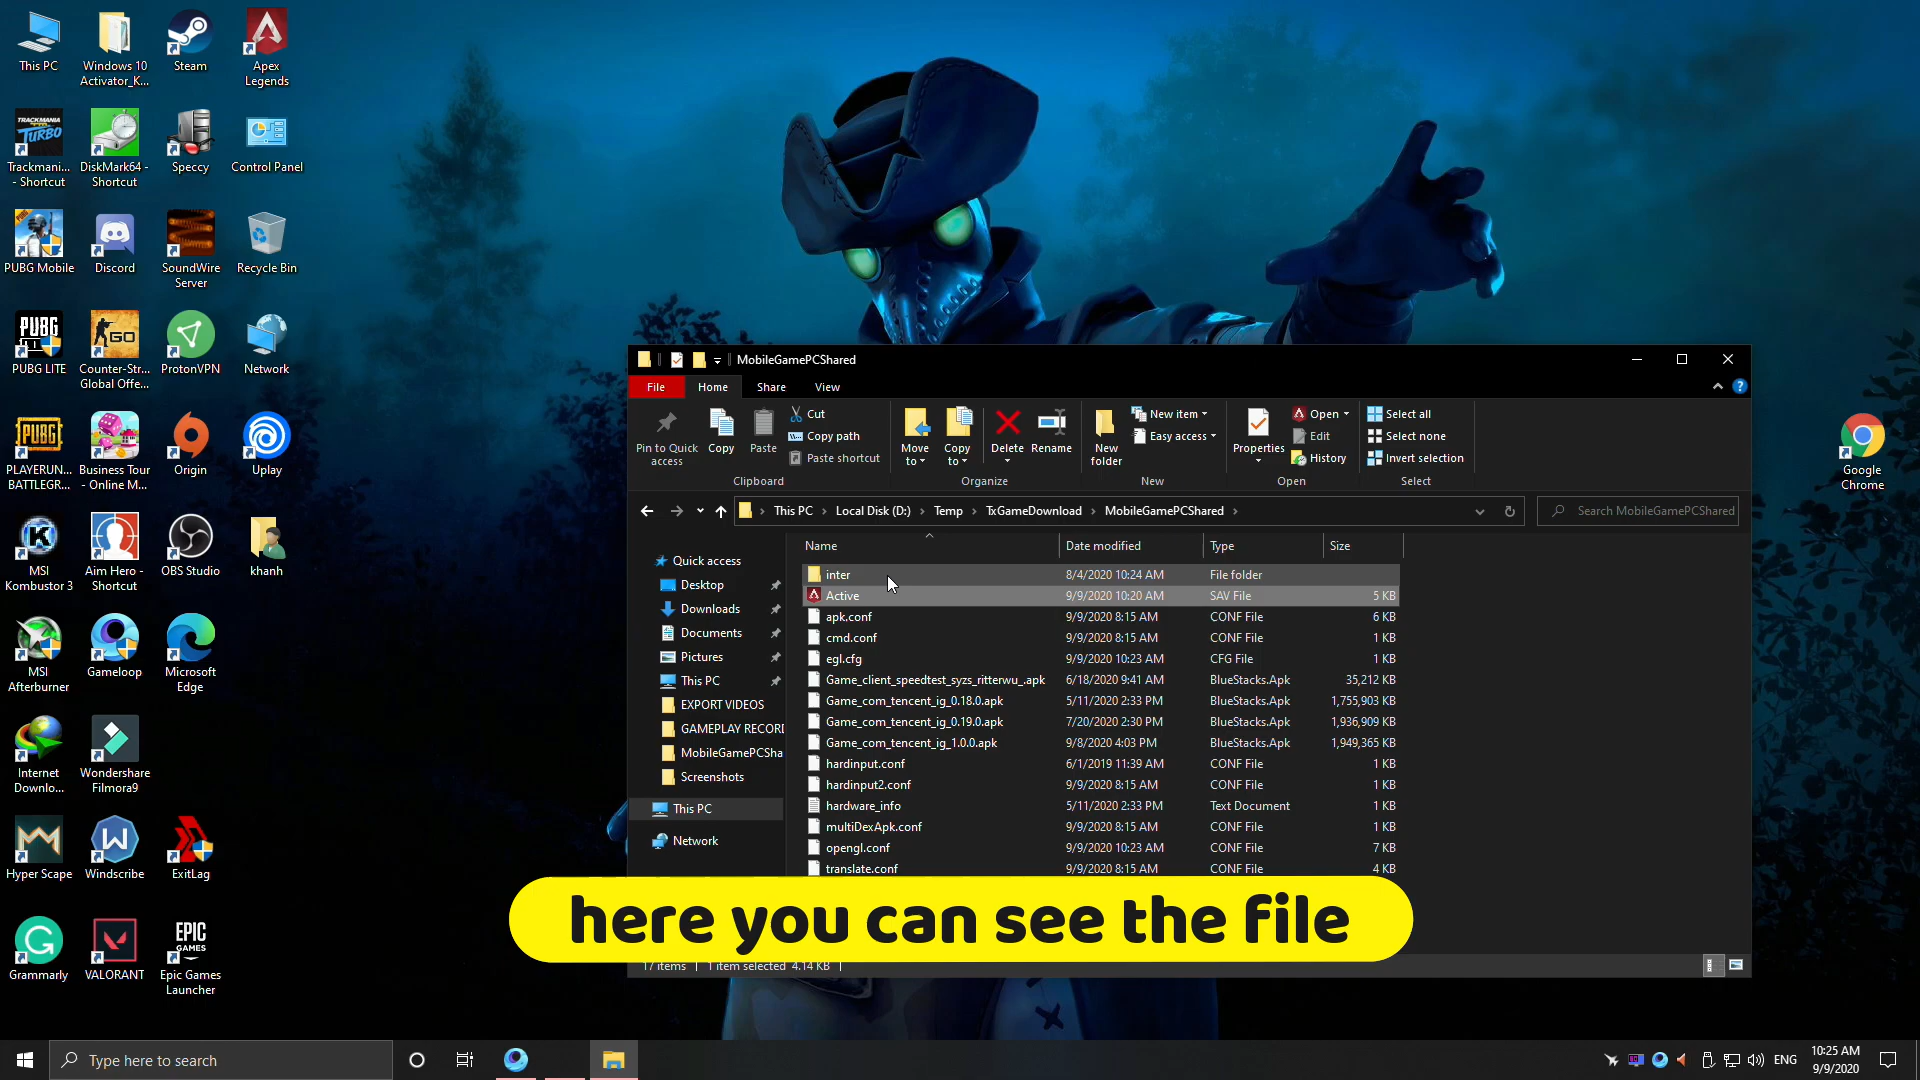 This PC
Windows 10
Activator_K...
Steam
Apex
Legends
Trackmani...
- Shortcut
DiskMark64 -
Shortcut
Speccy
Control Panel
PUBG Mobile
Discord
SoundWire
Server
Recycle Bin
PUBG LITE
Counter-Str...
Global Offe...
ProtonVPN
Network
PLAYERUN...
BATTLEGR...
Business Tour
- Online M...
Origin
Uplay
MSI
Kombustor 3
Aim Hero -
Shortcut
OBS Studio
khanh
MSI
Afterburner
Gameloop
Microsoft
Edge
Internet
Downlo...
Wondershare
Filmora9
Hyper Scape
Windscribe
ExitLag
Grammarly
VALORANT
EPIC
GAMES
Epic Games
Launcher
Google
Chrome
MobileGamePCShared
File
Home
Share
View
Pin to Quick
access
Copy
Paste
Cut
Copy path
Paste shortcut
Clipboard
Move
to
Copy
to
Delete
Rename
Organize
New
folder
New item
Easy access
New
Properties
Open
Edit
History
Open
Select all
Select none
Invert selection
Select
This PC > Local Disk (D:) > Temp > TxGameDownload > MobileGamePCShared >
Search MobileGamePCShared
Quick access
Desktop
Downloads
Documents
Pictures
This PC
EXPORT VIDEOS
GAMEPLAY RECORD
MobileGamePCSha
Screenshots
This PC
Network
Name Date modified Type Size
inter 8/4/2020 10:24 AM File folder
Active 9/9/2020 10:20 AM SAV File 5 KB
apk.conf 9/9/2020 8:15 AM CONF File 6 KB
cmd.conf 9/9/2020 8:15 AM CONF File 1 KB
egl.cfg 9/9/2020 10:23 AM CFG File 1 KB
Game_client_speedtest_syzs_ritterwu_.apk 6/18/2020 9:41 AM BlueStacks.Apk 35,212 KB
Game_com_tencent_ig_0.18.0.apk 5/11/2020 2:33 PM BlueStacks.Apk 1,755,903 KB
Game_com_tencent_ig_0.19.0.apk 7/20/2020 2:30 PM BlueStacks.Apk 1,936,909 KB
Game_com_tencent_ig_1.0.0.apk 9/8/2020 4:03 PM BlueStacks.Apk 1,949,365 KB
hardinput.conf 6/1/2019 11:39 AM CONF File 1 KB
hardinput2.conf 9/9/2020 8:15 AM CONF File 1 KB
hardware_info 5/11/2020 2:33 PM Text Document 1 KB
multiDexApk.conf 9/9/2020 8:15 AM CONF File 1 KB
opengl.conf 9/9/2020 10:23 AM CONF File 7 KB
translate.conf 9/9/2020 8:15 AM CONF File 4 KB
here you can see the file
17 items 1 item selected 4.14 KB
Type here to search
ENG
10:25 AM
9/9/2020